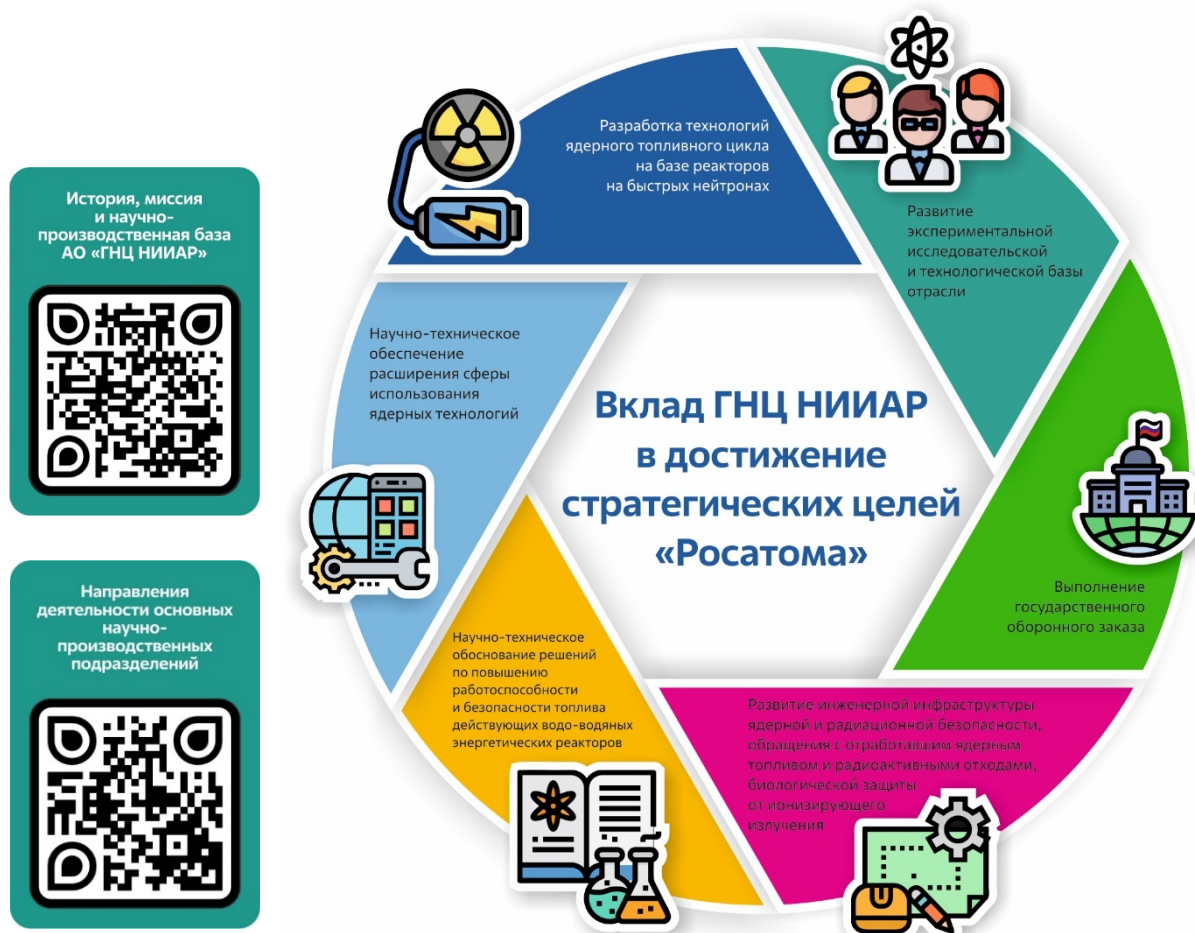 История, миссия
и научно-
производственная база
АО «ГНЦ НИИАР»
Направления
деятельности основных
научно-
производственных
подразделений
Разработка технологий
ядерного топливного цикла
на базе реакторов
на быстрых нейтронах
Развитие
экспериментальной
исследовательской
и технологической базы
отрасли
Научно-техническое
обеспечение
расширения сферы
использования
ядерных технологий
Вклад ГНЦ НИИАР
в достижение
стратегических целей
«Росатома»
Выполнение
государственного
оборонного заказа
Научно-техническое
обоснование решений
по повышению
работоспособности
и безопасности топлива
действующих водо-водяных
энергетических реакторов
Развитие инженерной инфраструктуры
ядерной и радиационной безопасности,
обращения с отработавшим ядерным
топливом и радиоактивными отходами,
биологической защиты
от ионизирующего
излучения